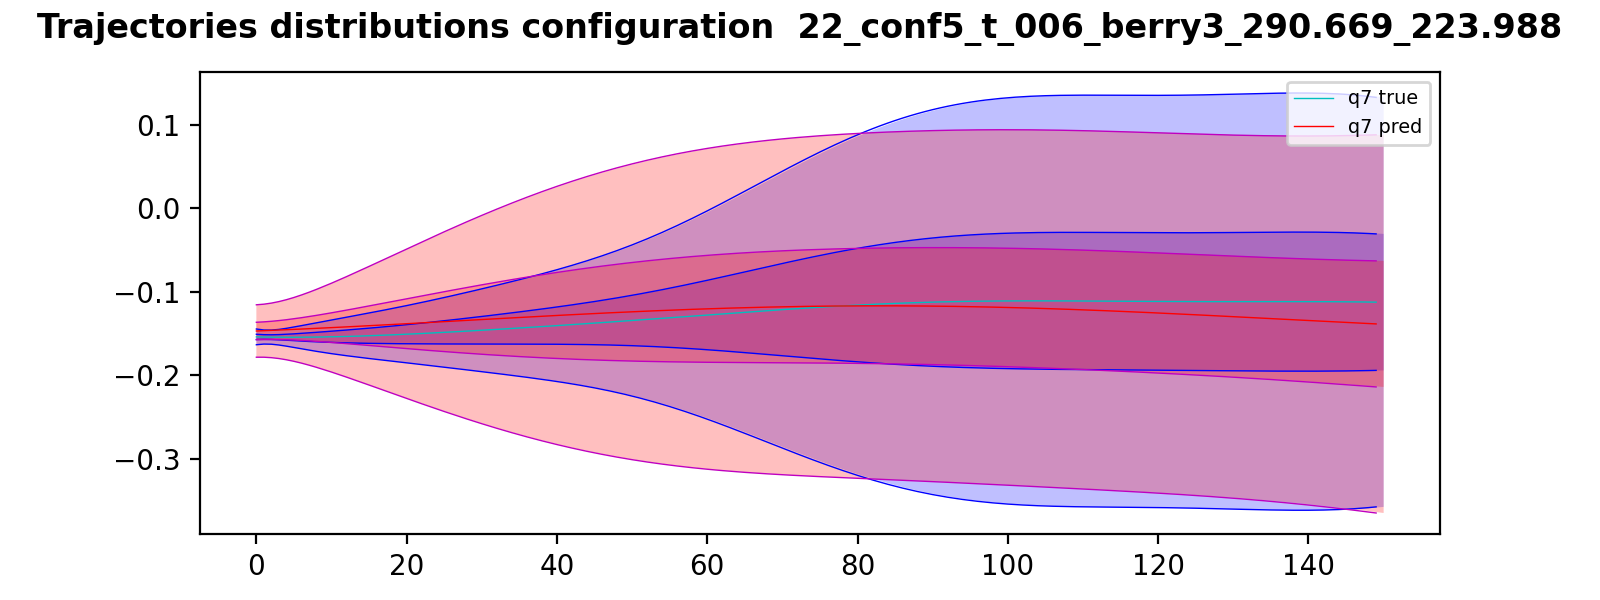 Trajectories distributions configuration  22_conf5_t_006_berry3_290.669_223.988
q7 true
q7 pred
0.1
0.0
−0.1
−0.2
−0.3
0 20 40 60 80 100 120 140